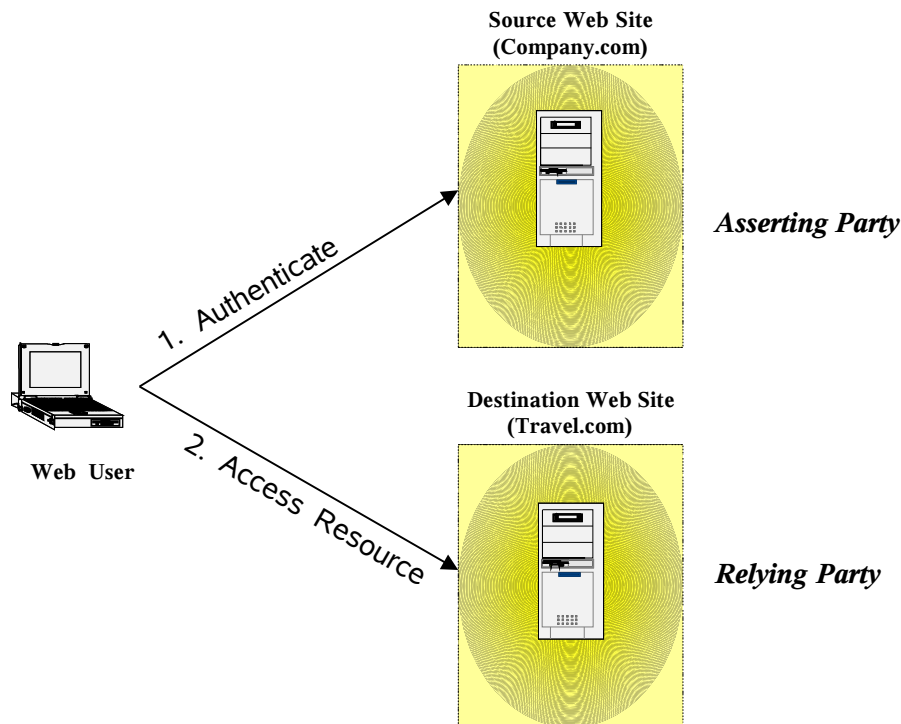 Source Web Site
(Company.com)
Asserting Party
1. Authenticate
Web User
2. Access Resource
Destination Web Site
(Travel.com)
Relying Party